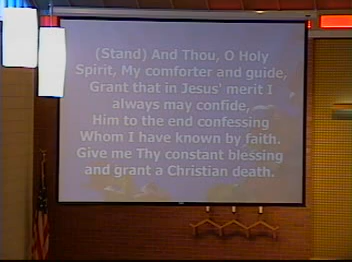 (Stand) And Thou, O Holy
Spirit, My comforter and guide,
Grant that in Jesus' merit I
always may confide,
Him to the end confessing
Whom I have known by faith.
Give me Thy constant blessing
and grant a Christian death.